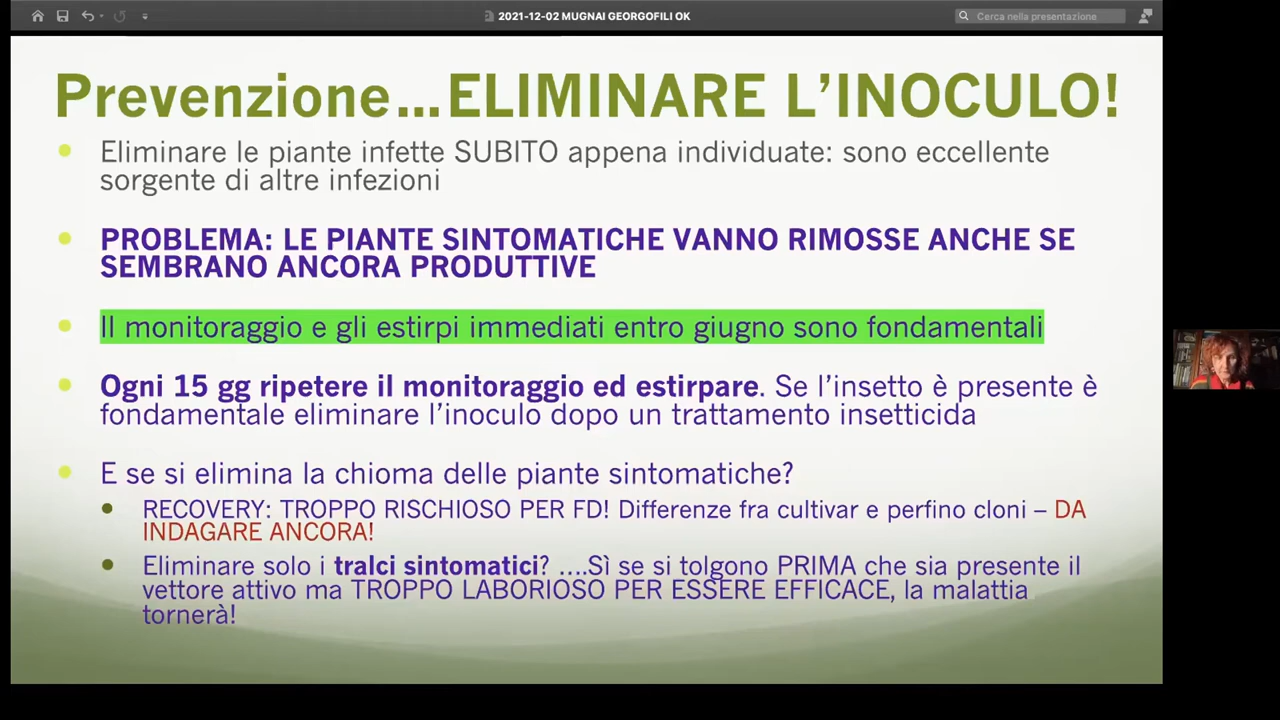 2021-12-02 MUGNAI GEORGOFILI OK
Cerca nella presentazione
Prevenzione...ELIMINARE L'INOCULO!
Eliminare le piante infette SUBITO appena individuate: sono eccellente
sorgente di altre infezioni
PROBLEMA: LE PIANTE SINTOMATICHE VANNO RIMOSSE ANCHE SE
SEMBRANO ANCORA PRODUTTIVE
Il monitoraggio e gli estirpi immediati entro giugno sono fondamentali
Ogni 15 gg ripetere il monitoraggio ed estirpare. Se l'insetto è presente è
fondamentale eliminare l'inoculo dopo un trattamento insetticida
E se si elimina la chioma delle piante sintomatiche?
RECOVERY: TROPPO RISCHIOSO PER FD! Differenze fra cultivar e perfino cloni – DA
INDAGARE ANCORA!
Eliminare solo i tralci sintomatici? ....Sì se si tolgono PRIMA che sia presente il
vettore attivo ma TROPPO LABORIOSO PER ESSERE EFFICACE, la malattia
tornerà!